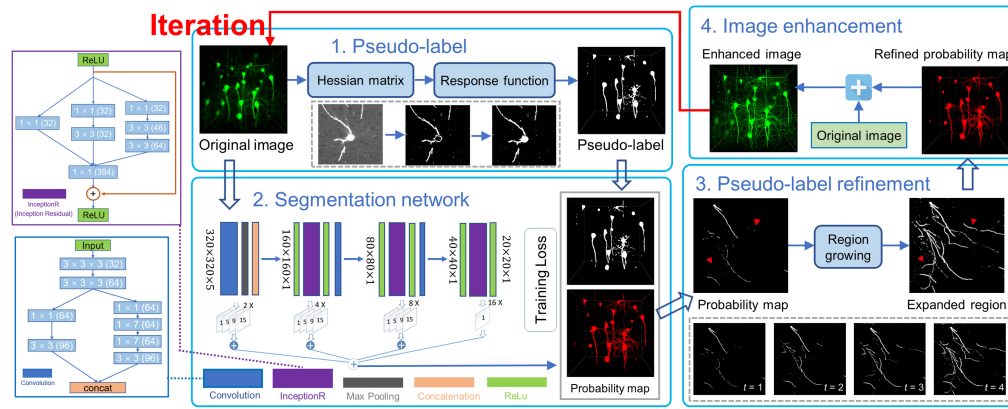 Iteration
1. Pseudo-label
Hessian matrix
Response function
Original image
Pseudo-label
4. Image enhancement
Enhanced image
Refined probability map
Original image
ReLU
1 × 1 (32)
1 × 1 (32)
3 × 3 (32)
1 × 1 (32)
3 × 3 (48)
3 × 3 (64)
1 × 1 (384)
+
InceptionR
(Inception Residual)
ReLU
Input
3 × 3 × 3 (32)
3 × 3 × 3 (64)
1 × 1 (64)
3 × 3 (96)
1 × 1 (64)
1 × 7 (64)
1 × 7 (64)
3 × 3 (96)
Convolution
concat
2. Segmentation network
320×320×5
160×160×1
80×80×1
40×40×1
20×20×1
Training Loss
2 X
4 X
8 X
16 X
1 5 9 15
1 5 9 15
1 5 9 15
1
Convolution
InceptionR
Max Pooling
Concatenation
ReLu
Probability map
3. Pseudo-label refinement
Region
growing
Probability map
Expanded region
t = 1
t = 2
t = 3
t = 4